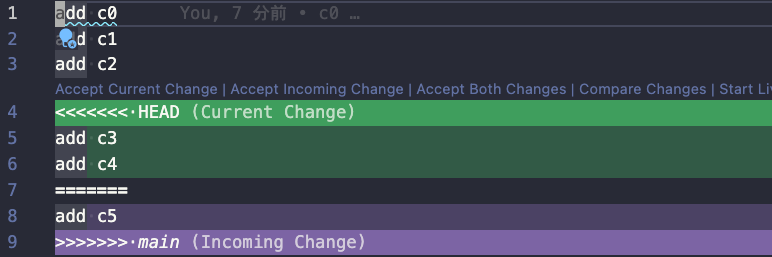 1 add c0 You, 7 分前 • c0 …
2 add c1
3 add c2
Accept Current Change | Accept Incoming Change | Accept Both Changes | Compare Changes | Start Li
4 <<<<<<<·HEAD (Current Change)
5 add c3
6 add c4
7 =======
8 add c5
9 >>>>>>>·main (Incoming Change)